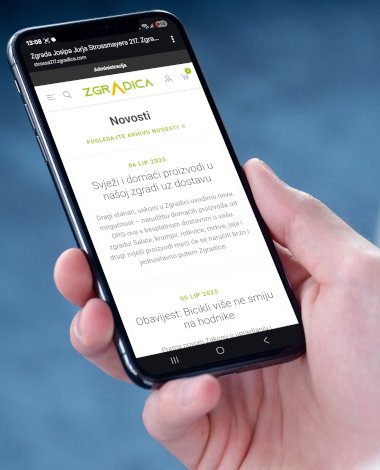 13:06
Zgrada Josipa Jurja Strossmayera 217, Zgra...
stross217.zgradica.com
Administracija
ZGRADICA
0
Novosti
POGLEDAJTE ARHIVU NOVOSTI »
06 LIP 2025
Svježi i domaći proizvodi u
našoj zgradi uz dostavu
Dragi stanari, uskoro u Zgradici uvodimo novu
mogućnost – narudžbu domaćih proizvoda od
OPG-ova s besplatnom dostavom u vašu
zgradu! Salate, krumpir, rotkvice, mrkve, jaja i
drugi svježi proizvodi moći će se naručiti brzo i
jednostavno putem Zgradice.
05 LIP 2025
Obavijest: Bicikli više ne smiju
na hodnike
Prema novom Zakonu o upravljanju i